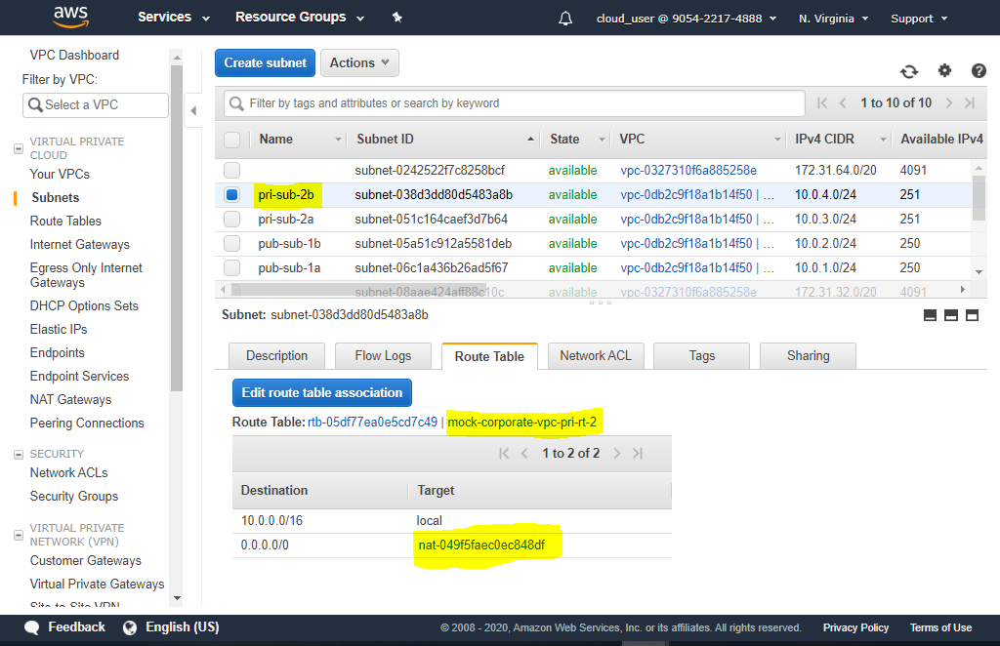 aws Services Resource Groups cloud_user @ 9054-2217-4888 N. Virginia Support
VPC Dashboard
Filter by VPC:
Select a VPC
VIRTUAL PRIVATE
CLOUD
Your VPCs
Subnets
Route Tables
Internet Gateways
Egress Only Internet
Gateways
DHCP Options Sets
Elastic IPs
Endpoints
Endpoint Services
NAT Gateways
Peering Connections
SECURITY
Network ACLs
Security Groups
VIRTUAL PRIVATE
NETWORK (VPN)
Customer Gateways
Virtual Private Gateways
Site-to-Site VPN
Create subnet Actions
Filter by tags and attributes or search by keyword 1 to 10 of 10
Name Subnet ID State VPC IPv4 CIDR Available IPv4
subnet-0242522f7c8258bcf available vpc-0327310f6a885258e 172.31.64.0/20 4091
pri-sub-2b subnet-038d3dd80d5483a8b available vpc-0db2c9f18a1b14f50 | ... 10.0.4.0/24 251
pri-sub-2a subnet-051c164caef3d7b64 available vpc-0db2c9f18a1b14f50 | ... 10.0.3.0/24 251
pub-sub-1b subnet-05a51c912a5581deb available vpc-0db2c9f18a1b14f50 | ... 10.0.2.0/24 250
pub-sub-1a subnet-06c1a436b26ad5f67 available vpc-0db2c9f18a1b14f50 | ... 10.0.1.0/24 250
subnet-08aae424aff88c10c available vpc-0327310f6a885258e 172.31.32.0/20 4091
Subnet: subnet-038d3dd80d5483a8b
Description Flow Logs Route Table Network ACL Tags Sharing
Edit route table association
Route Table: rtb-05df77ea0e5cd7c49 | mock-corporate-vpc-pri-rt-2
1 to 2 of 2
Destination Target
10.0.0.0/16 local
0.0.0.0/0 nat-049f5faec0ec848df
Feedback English (US) © 2008 - 2020, Amazon Web Services, Inc. or its affiliates. All rights reserved. Privacy Policy Terms of Use